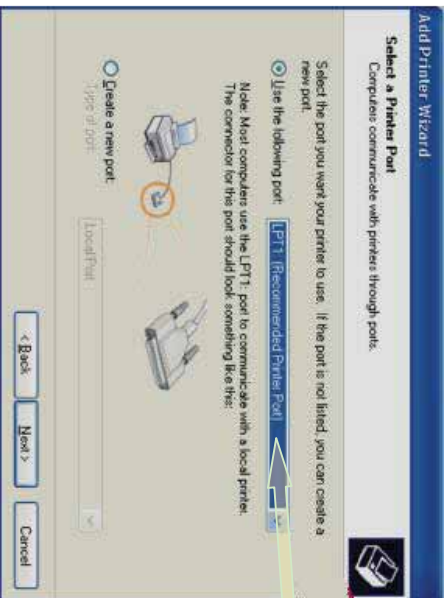 Add Printer Wizard
Select a Printer Port
Computers communicate with printers through ports.
Select the port you want your printer to use. If the port is not listed, you can create a
new port.
Use the following port:
LPT1: (Recommended Printer Port)
Note: Most computers use the LPT1: port to communicate with a local printer.
The connector for this port should look something like this:
Create a new port:
Type of port:
Local Port
< Back
Next >
Cancel